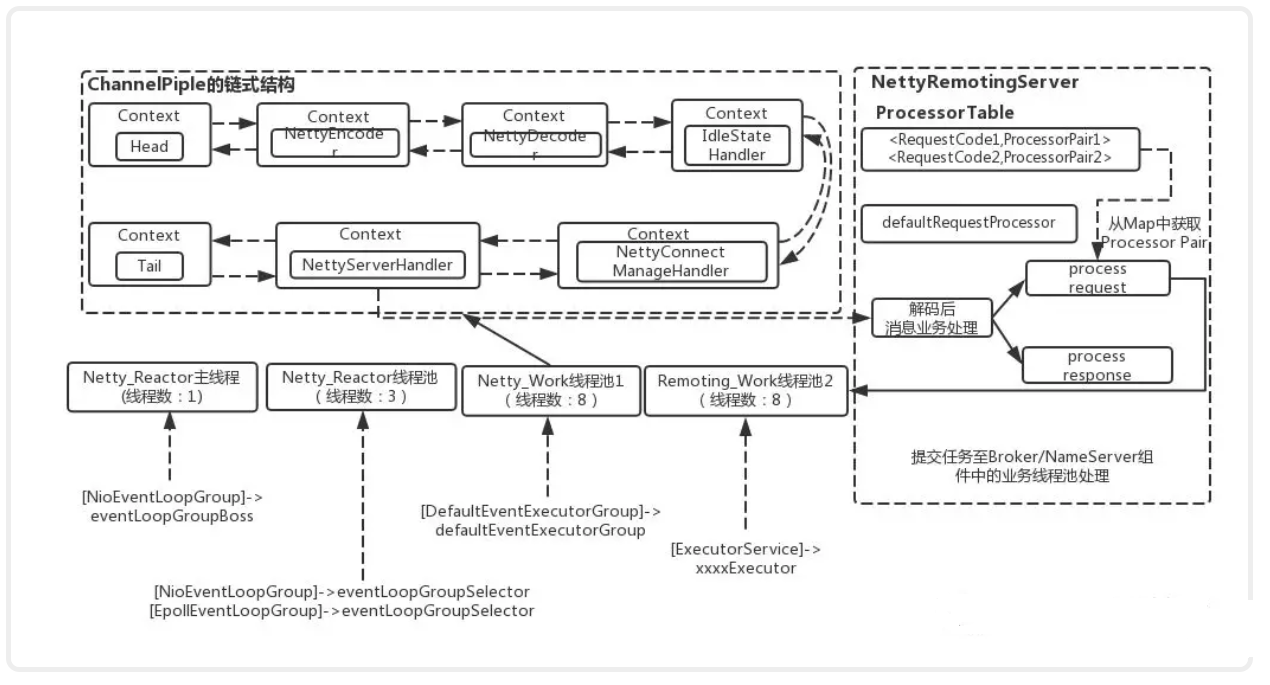 ChannelPiple的链式结构
Context
Head
Context
NettyEncode
r
Context
NettyDecode
r
Context
IdleState
Handler
Context
Tail
Context
NettyServerHandler
Context
NettyConnect
ManageHandler
NettyRemotingServer
ProcessorTable
<RequestCode1,ProcessorPair1>
<RequestCode2,ProcessorPair2>
defaultRequestProcessor
从Map中获取
Processor Pair
process
request
解码后
消息业务处理
process
response
提交任务至Broker/NameServer组
件中的业务线程池处理
Netty_Reactor主线程
(线程数：1)
Netty_Reactor线程池
（线程数：3 ）
Netty_Work线程池1
（线程数：8 ）
Remoting_Work线程池2
（线程数：8 ）
[NioEventLoopGroup]->
eventLoopGroupBoss
[DefaultEventExecutorGroup]->
defaultEventExecutorGroup
[ExecutorService]->
xxxxExecutor
[NioEventLoopGroup]->eventLoopGroupSelector
[EpollEventLoopGroup]->eventLoopGroupSelector